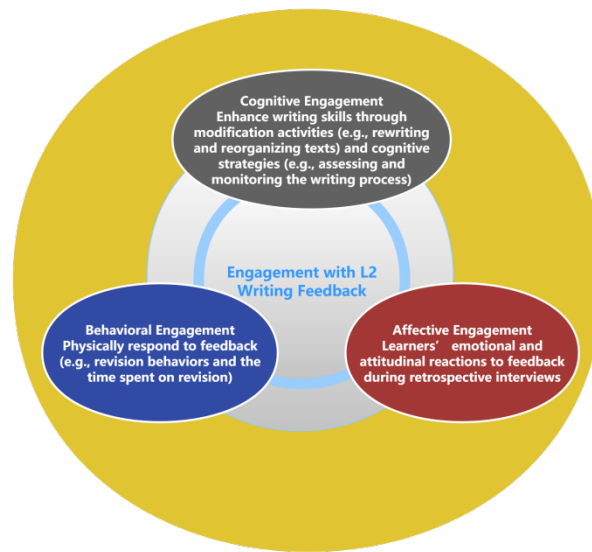 Cognitive Engagement
Enhance writing skills through
modification activities (e.g., rewriting
and reorganizing texts) and cognitive
strategies (e.g., assessing and
monitoring the writing process)
Engagement with L2
Writing Feedback
Behavioral Engagement
Physically respond to feedback
(e.g., revision behaviors and the
time spent on revision)
Affective Engagement
Learners’ emotional and
attitudinal reactions to feedback
during retrospective interviews